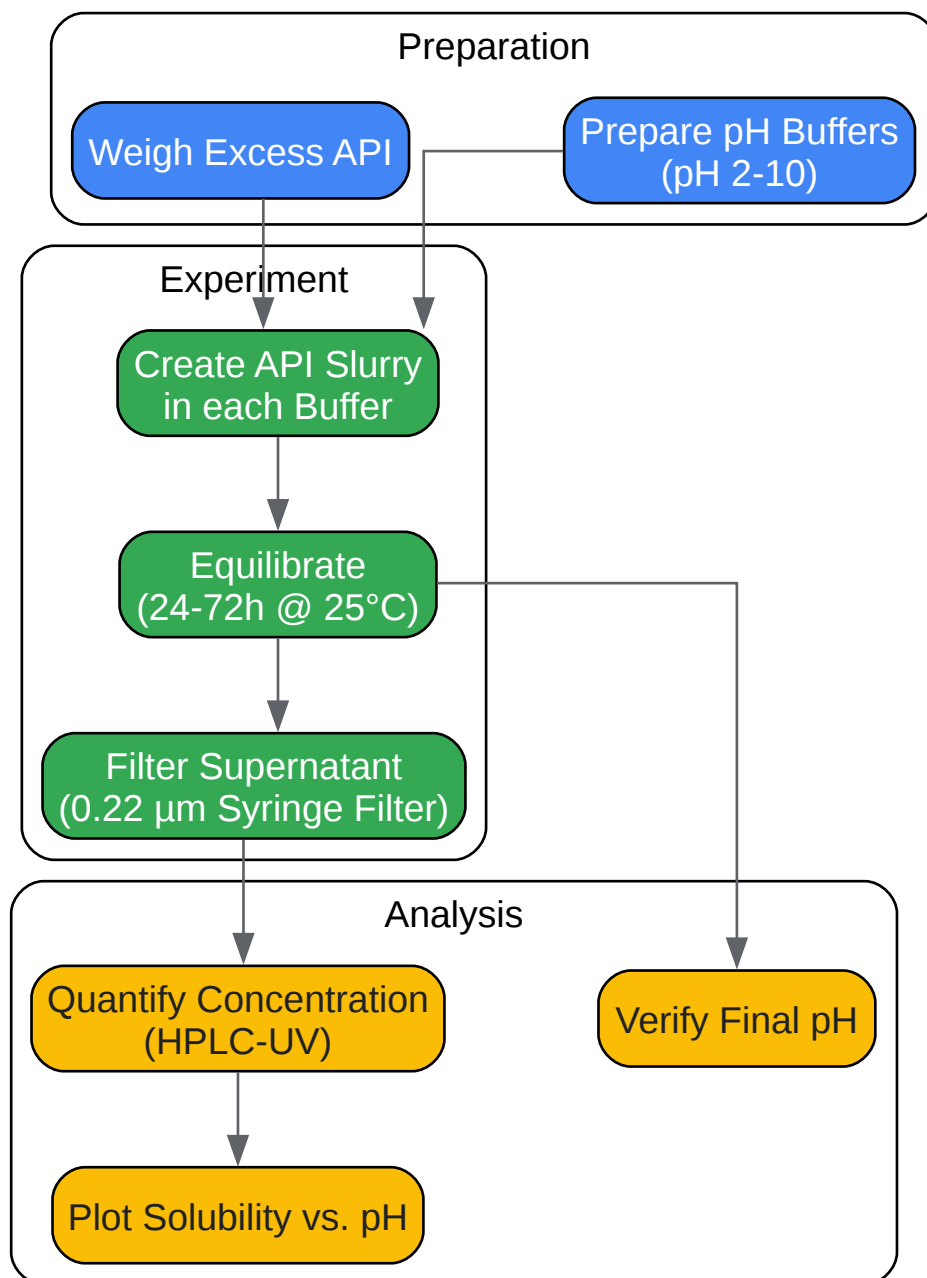 Preparation
Weigh Excess API
Prepare pH Buffers
(pH 2-10)
Experiment
Create API Slurry
in each Buffer
Equilibrate
(24-72h @ 25°C)
Filter Supernatant
(0.22 µm Syringe Filter)
Analysis
Quantify Concentration
(HPLC-UV)
Verify Final pH
Plot Solubility vs. pH